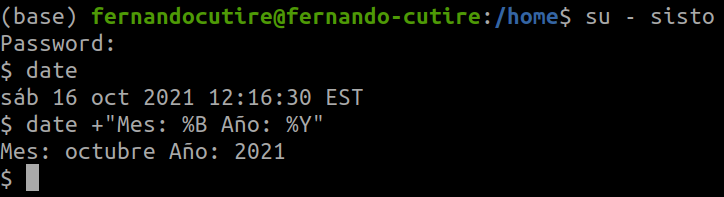 (base) fernandocutire@fernando-cutire:/home$ su - sisto
Password:
$ date
sáb 16 oct 2021 12:16:30 EST
$ date +"Mes: %B Año: %Y"
Mes: octubre Año: 2021
$